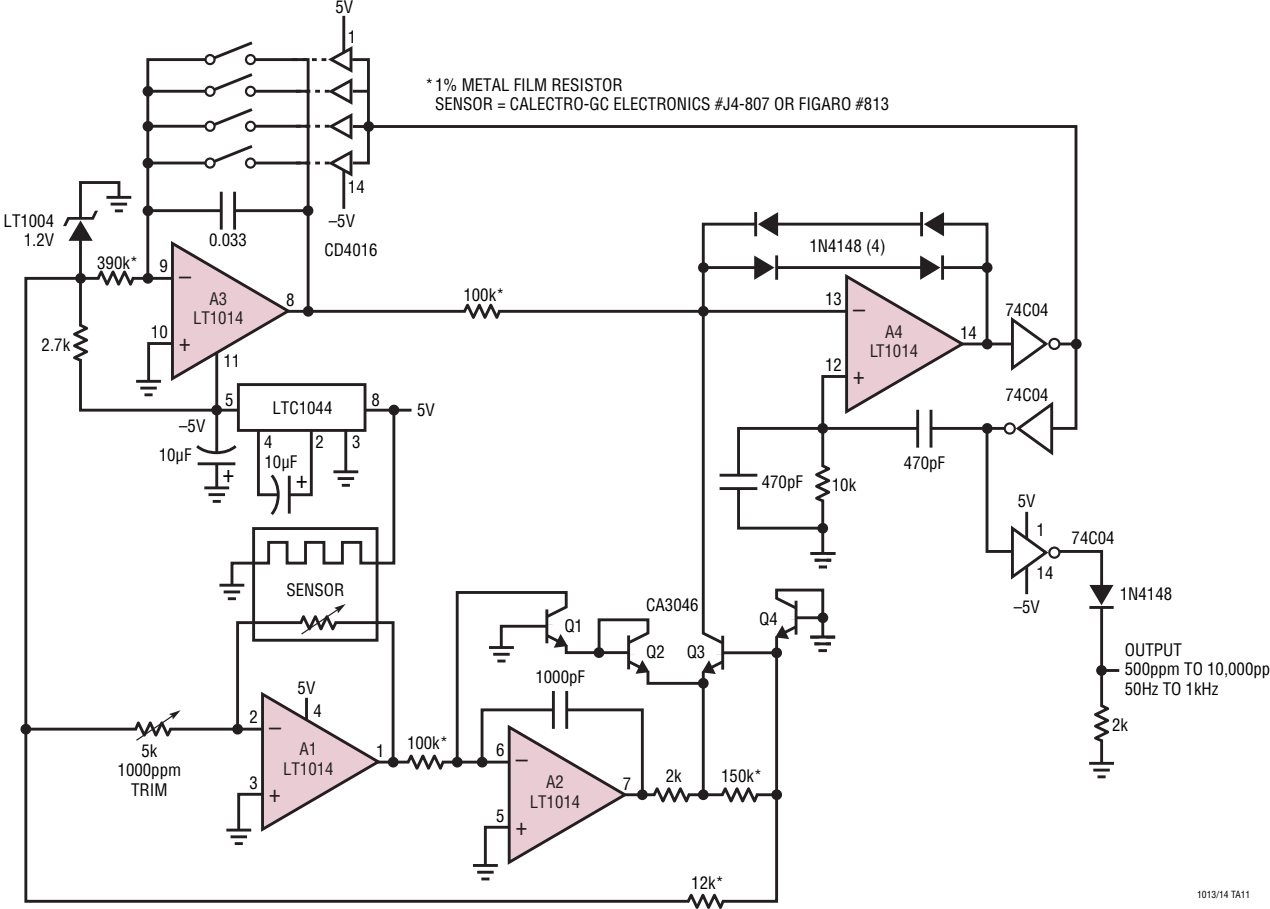 5V
1
* 1% METAL FILM RESISTOR
SENSOR = CALECTRO-GC ELECTRONICS #J4-807 OR FIGARO #813
14
–5V
CD4016
LT1004
1.2V
0.033
390k*
9
–
A3
LT1014
8
10
+
11
2.7k
100k*
1N4148 (4)
13
–
A4
LT1014
14
12
+
74C04
74C04
5
LTC1044
8
5V
–5V
4
2
3
10µF
+
10µF
+
470pF
10k
470pF
5V
1
74C04
14
–5V
1N4148
OUTPUT
500ppm TO 10,000pp
50Hz TO 1kHz
2k
SENSOR
CA3046
Q1
Q2
Q3
Q4
1000pF
5k
1000ppm
TRIM
5V
4
2
–
A1
LT1014
1
3
+
100k*
6
–
A2
LT1014
7
5
+
2k
150k*
12k*
1013/14 TA11